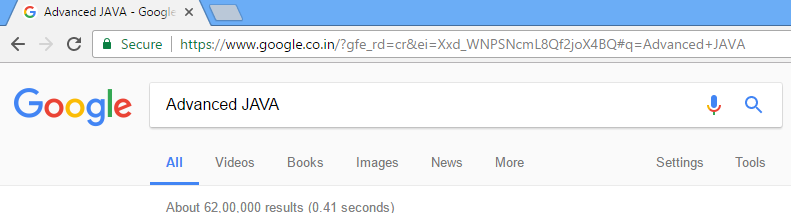 Advanced JAVA - Google
Secure https://www.google.co.in/?gfe_rd=cr&ei=Xxd_WNPSNcmL8Qf2joX4BQ#q=Advanced+JAVA
Google Advanced JAVA
All Videos Books Images News More Settings Tools
About 62,00,000 results (0.41 seconds)